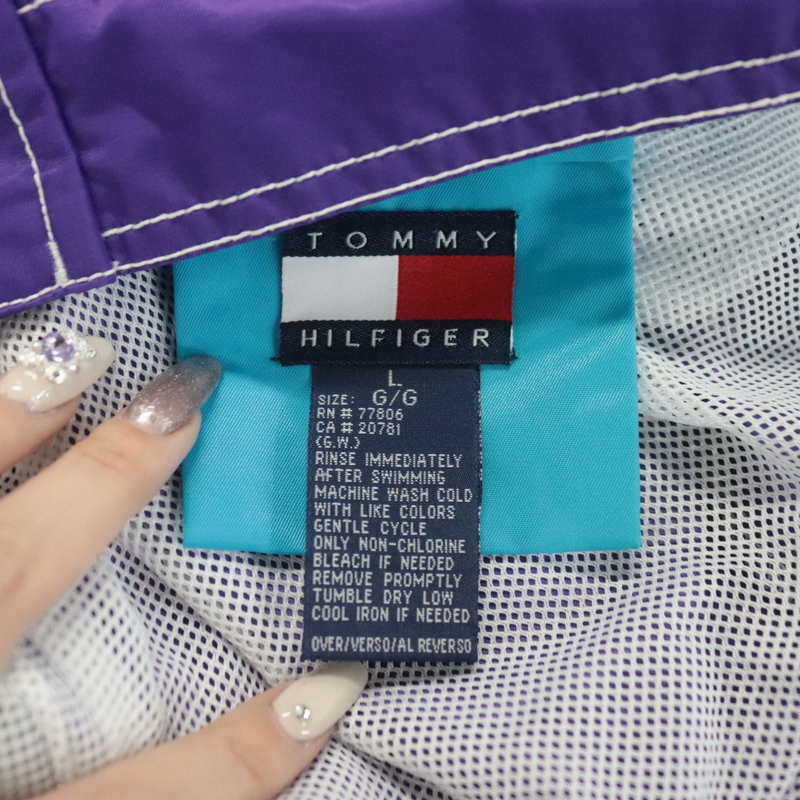 TOMMY
HILFIGER
L
SIZE: G/G
RN # 77806
CA # 20781
(G.W.)
RINSE IMMEDIATELY
AFTER SWIMMING
MACHINE WASH COLD
WITH LIKE COLORS
GENTLE CYCLE
ONLY NON-CHLORINE
BLEACH IF NEEDED
REMOVE PROMPTLY
TUMBLE DRY LOW
COOL IRON IF NEEDED
OVER/VERSO/AL REVERSO